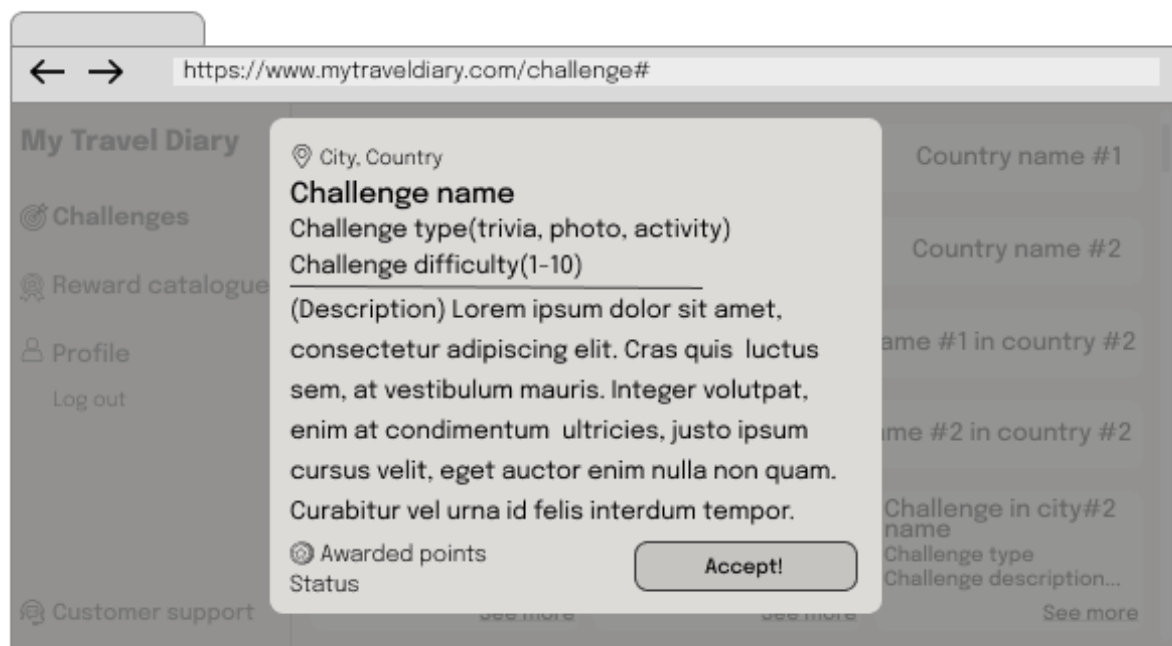 https://www.mytraveldiary.com/challenge#
My Travel Diary
Challenges
Reward catalogue
Profile
Log out
Customer support
City, Country
Challenge name
Challenge type(trivia, photo, activity)
Challenge difficulty(1-10)
(Description) Lorem ipsum dolor sit amet,
consectetur adipiscing elit. Cras quis luctus
sem, at vestibulum mauris. Integer volutpat,
enim at condimentum ultricies, justo ipsum
cursus velit, eget auctor enim nulla non quam.
Curabitur vel urna id felis interdum tempor.
Awarded points
Status
Accept!
Country name #1
Country name #2
ame #1 in country #2
me #2 in country #2
Challenge in city#2
name
Challenge type
Challenge description...
See more
See more
See more